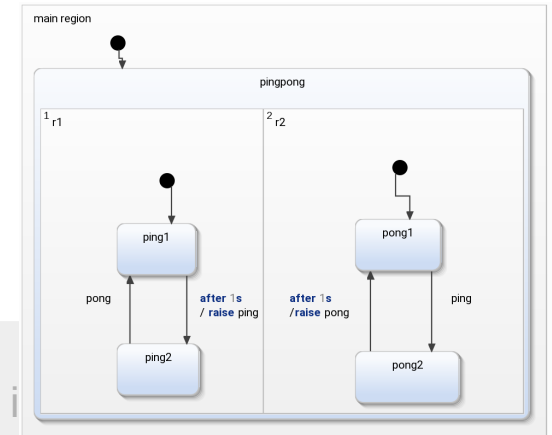 main region
pingpong
1 r1
2 r2
ping1
pong1
pong
after 1s
/ raise ping
after 1s
/raise pong
ping
ping2
pong2
i